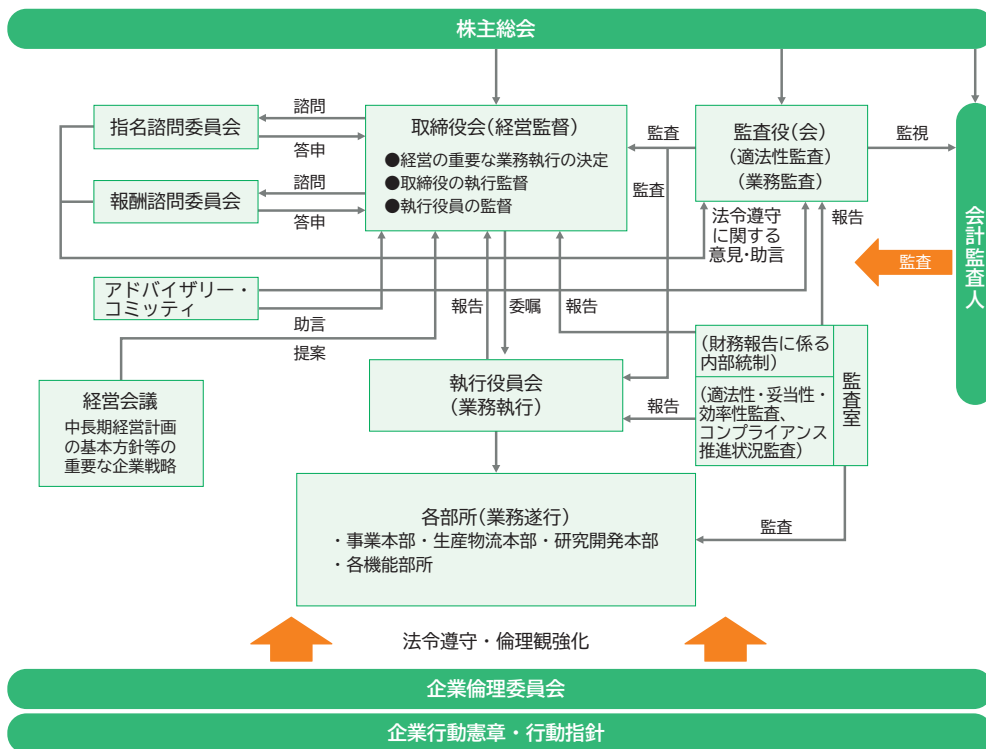 株主総会
指名諮問委員会
諮問
答申
報酬諮問委員会
諮問
答申
取締役会(経営監督)
●経営の重要な業務執行の決定
●取締役の執行監督
●執行役員の監督
監査
監査
監査役(会)
(適法性監査)
(業務監査)
監視
会計監査人
監査
法令遵守
に関する
意見・助言
報告
アドバイザリー・
コミッティ
助言
提案
報告
委嘱
報告
経営会議
中長期経営計画
の基本方針等の
重要な企業戦略
執行役員会
(業務執行)
報告
(財務報告に係る
内部統制)
(適法性・妥当性・
効率性監査、
コンプライアンス
推進状況監査)
監査室
監査
各部所(業務遂行)
・事業本部・生産物流本部・研究開発本部
・各機能部所
法令遵守・倫理観強化
企業倫理委員会
企業行動憲章・行動指針